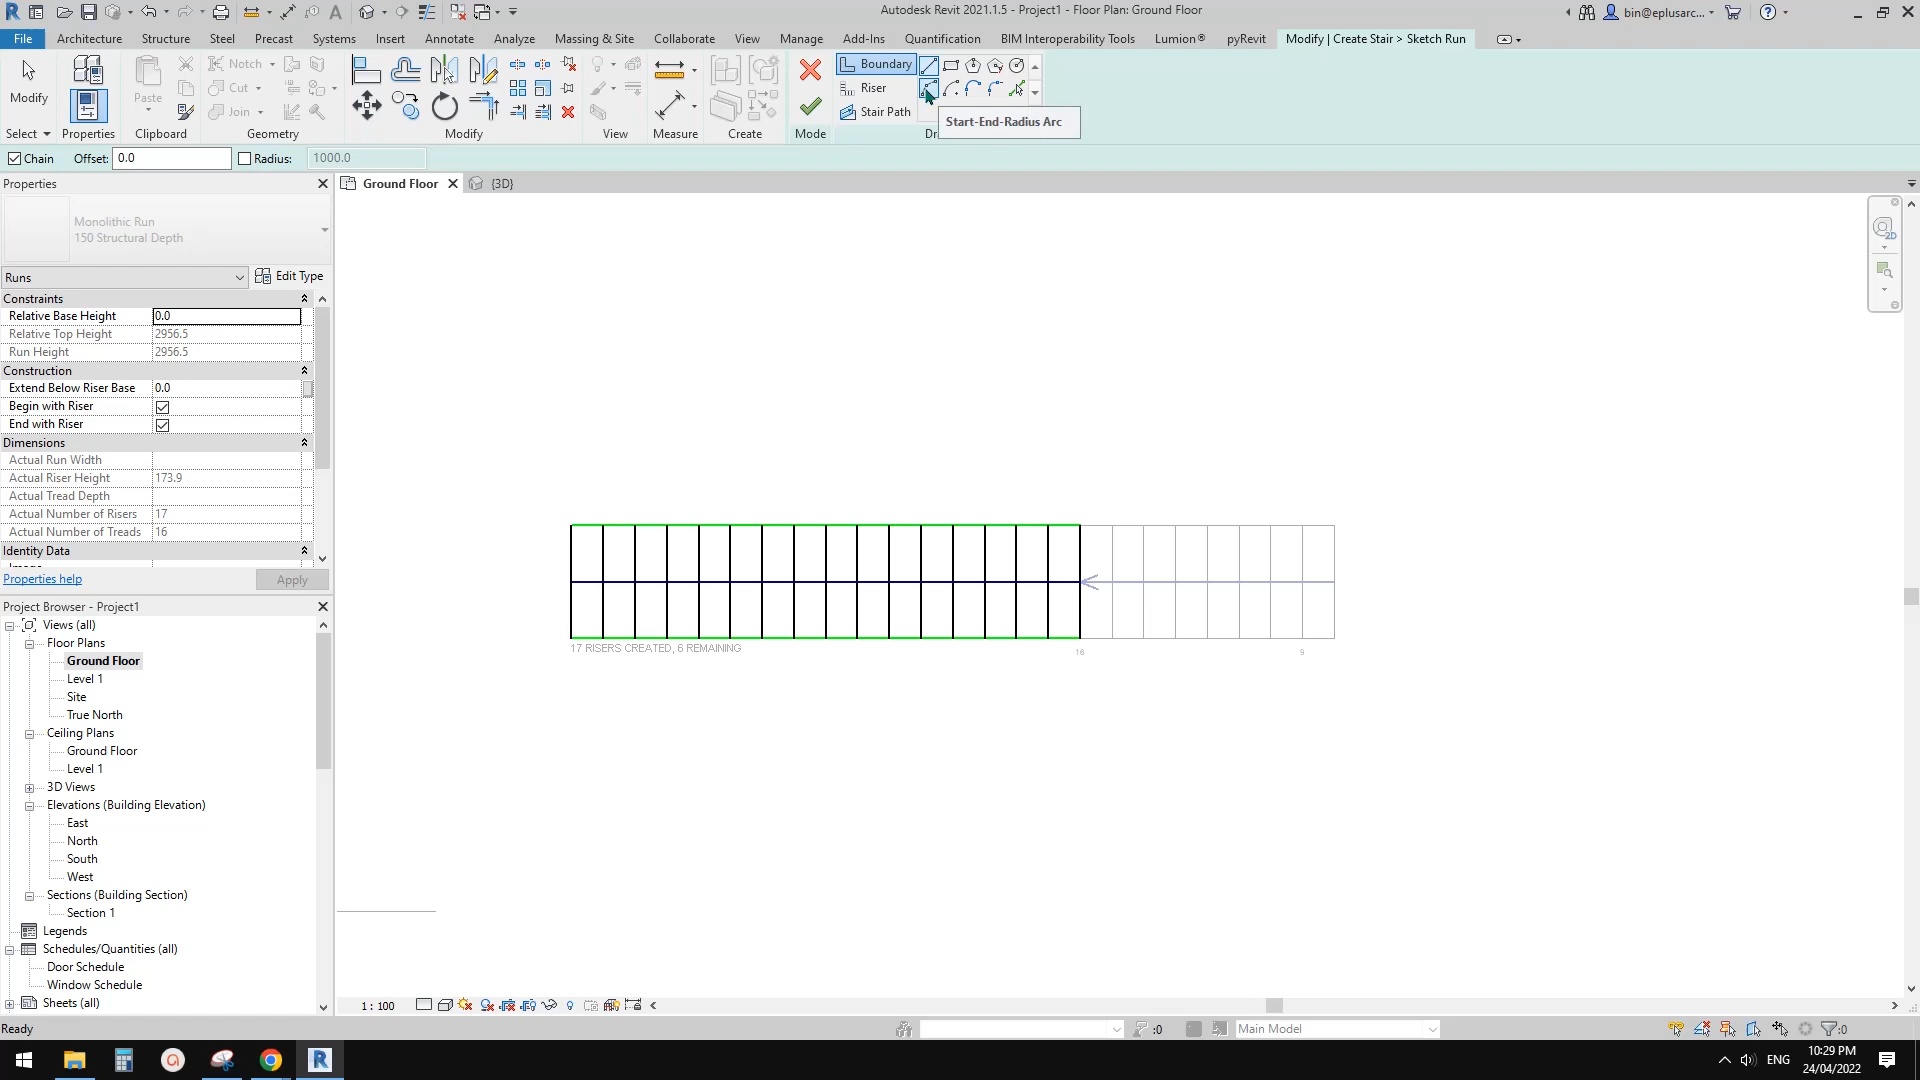 Autodesk Revit 2021.1.5 - Project1 - Floor Plan: Ground Floor
bin@eplusarc...
File Architecture Structure Steel Precast Systems Insert Annotate Analyze Massing & Site Collaborate View Manage Add-Ins Quantification BIM Interoperability Tools Lumion® pyRevit Modify | Create Stair > Sketch Run
Modify
Paste
Notch
Cut
Join
Boundary
Riser
Stair Path
Start-End-Radius Arc
Select Properties Clipboard Geometry Modify View Measure Create Mode
Chain Offset: 0.0 Radius: 1000.0
Properties
Ground Floor {3D}
Monolithic Run
150 Structural Depth
2D
Runs Edit Type
Constraints
Relative Base Height 0.0
Relative Top Height 2956.5
Run Height 2956.5
Construction
Extend Below Riser Base 0.0
Begin with Riser
End with Riser
Dimensions
Actual Run Width
Actual Riser Height 173.9
Actual Tread Depth
Actual Number of Risers 17
Actual Number of Treads 16
Identity Data
Properties help Apply
Project Browser - Project1
Views (all)
Floor Plans
Ground Floor
Level 1
Site
True North
Ceiling Plans
Ground Floor
Level 1
3D Views
Elevations (Building Elevation)
East
North
South
West
Sections (Building Section)
Section 1
Legends
Schedules/Quantities (all)
Door Schedule
Window Schedule
Sheets (all)
17 RISERS CREATED, 6 REMAINING
16
9
1 : 100
Ready
:0
Main Model
:0
ENG
10:29 PM
24/04/2022